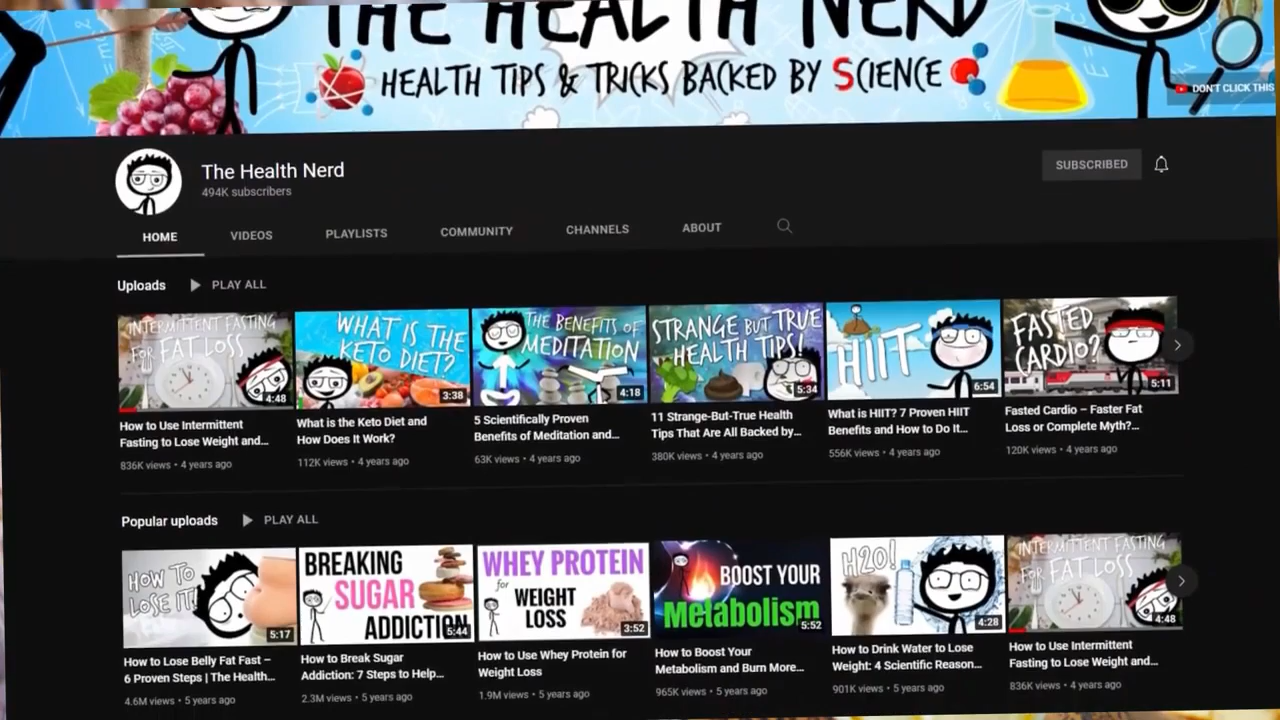 THE HEALTH NERD
HEALTH TIPS & TRICKS BACKED BY SCIENCE
DON'T CLICK THIS
The Health Nerd
494K subscribers
SUBSCRIBED
HOME
VIDEOS
PLAYLISTS
COMMUNITY
CHANNELS
ABOUT
Uploads
PLAY ALL
INTERMITTENT FASTING
FOR FAT LOSS
4:48
WHAT IS THE
KETO DIET?
3:38
THE BENEFITS OF
MEDITATION
4:18
STRANGE BUT TRUE
HEALTH TIPS!
5:34
HIIT
6:54
FASTED
CARDIO?
5:11
How to Use Intermittent
Fasting to Lose Weight and...
836K views • 4 years ago
What is the Keto Diet and
How Does It Work?
112K views • 4 years ago
5 Scientifically Proven
Benefits of Meditation and...
63K views • 4 years ago
11 Strange-But-True Health
Tips That Are All Backed by...
380K views • 4 years ago
What is HIIT? 7 Proven HIIT
Benefits and How to Do It...
556K views • 4 years ago
Fasted Cardio – Faster Fat
Loss or Complete Myth?...
120K views • 4 years ago
Popular uploads
PLAY ALL
HOW TO
LOSE IT!
5:17
BREAKING
SUGAR
ADDICTION
5:44
WHEY PROTEIN
for
WEIGHT
LOSS
3:52
BOOST YOUR
Metabolism
5:52
H2O!
4:28
INTERMITTENT FASTING
FOR FAT LOSS
4:48
How to Lose Belly Fat Fast –
6 Proven Steps | The Health...
4.6M views • 5 years ago
How to Break Sugar
Addiction: 7 Steps to Help...
2.3M views • 5 years ago
How to Use Whey Protein for
Weight Loss
1.9M views • 5 years ago
How to Boost Your
Metabolism and Burn More...
965K views • 5 years ago
How to Drink Water to Lose
Weight: 4 Scientific Reason...
901K views • 5 years ago
How to Use Intermittent
Fasting to Lose Weight and...
836K views • 4 years ago